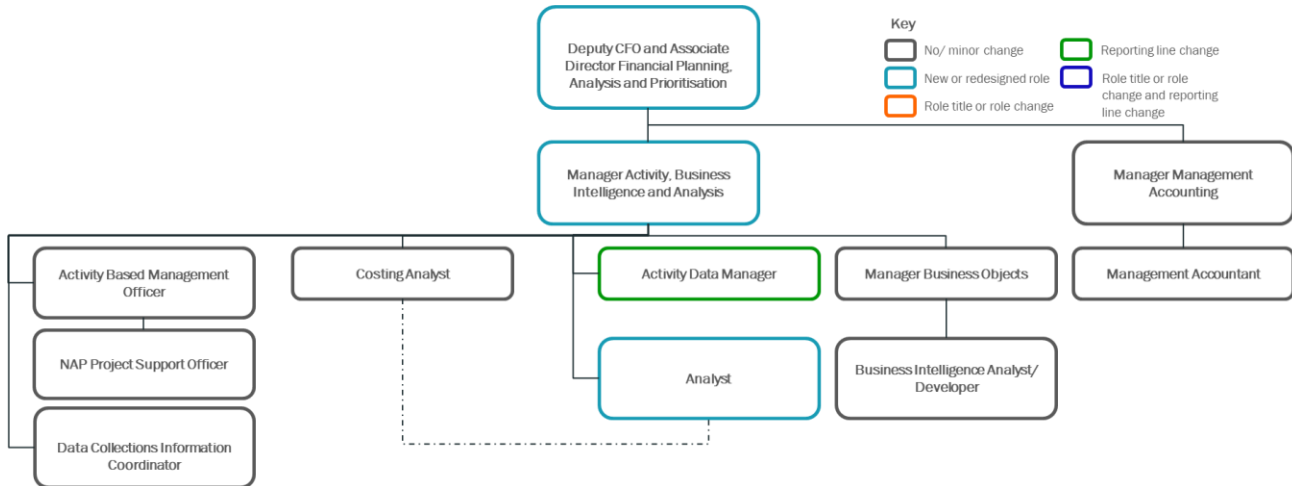 Deputy CFO and Associate
Director Financial Planning,
Analysis and Prioritisation
Key
No/ minor change
New or redesigned role
Role title or role change
Reporting line change
Role title or role
change and reporting
line change
Manager Activity, Business
Intelligence and Analysis
Manager Management
Accounting
Activity Based Management
Officer
Costing Analyst
Activity Data Manager
Manager Business Objects
Management Accountant
NAP Project Support Officer
Analyst
Business Intelligence Analyst/
Developer
Data Collections Information
Coordinator